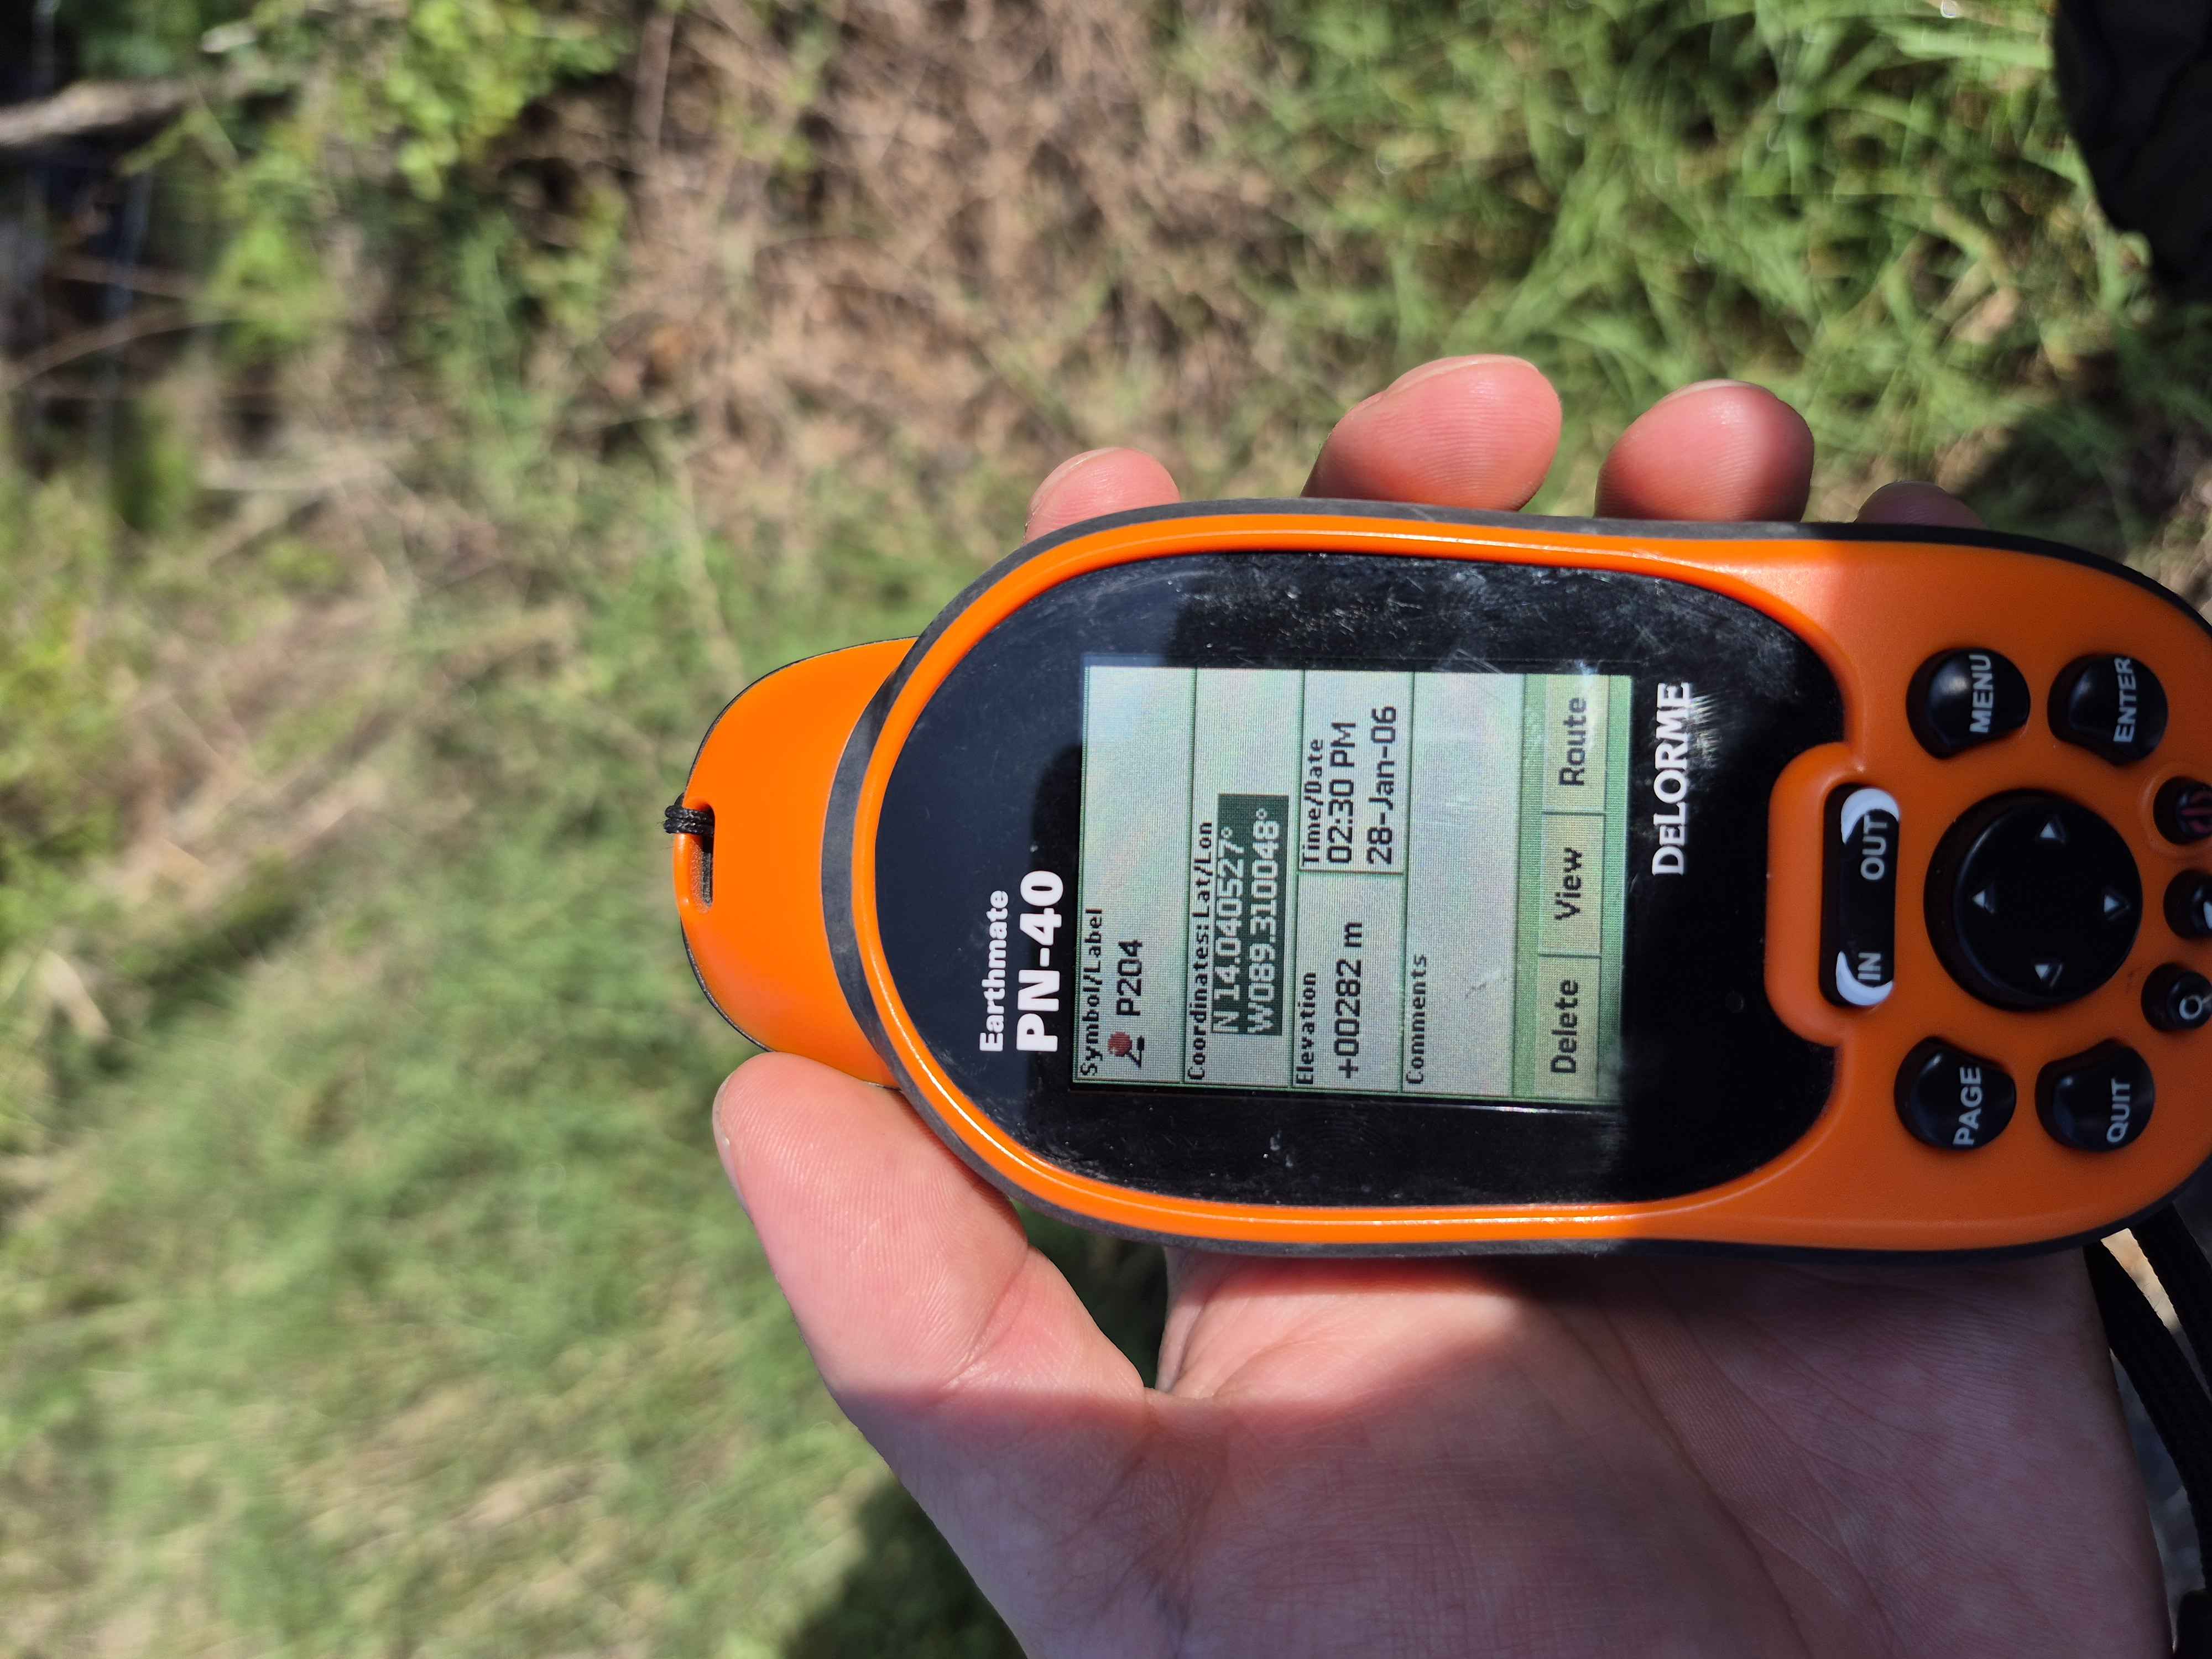 Earthmate
PN-40
Symbol/Label
P204
Coordinates: Lat/Lon
N 14.040527°
W089.310048°
Elevation
+00282 m
Time/Date
02:30 PM
28-Jan-06
Comments
Delete View Route
DELORME
IN OUT
PAGE MENU
QUIT ENTER